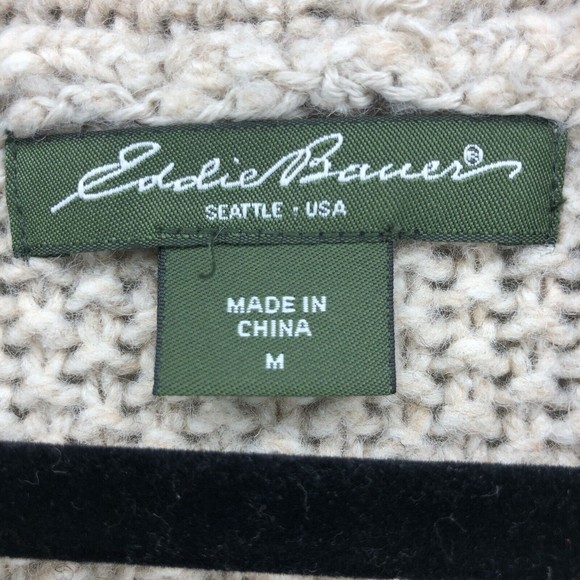 Eddie Bauer®
SEATTLE · USA
MADE IN
CHINA
M